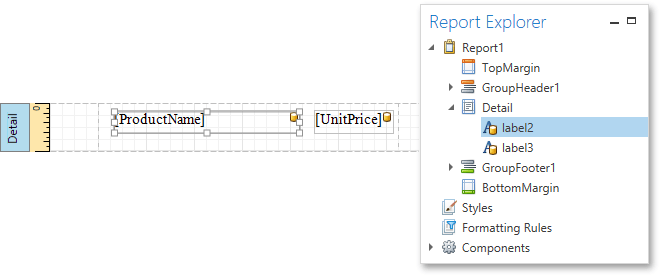 Report Explorer
Report1
TopMargin
GroupHeader1
Detail
label2
label3
GroupFooter1
BottomMargin
Styles
Formatting Rules
Components
Detail
0
[ProductName]
[UnitPrice]